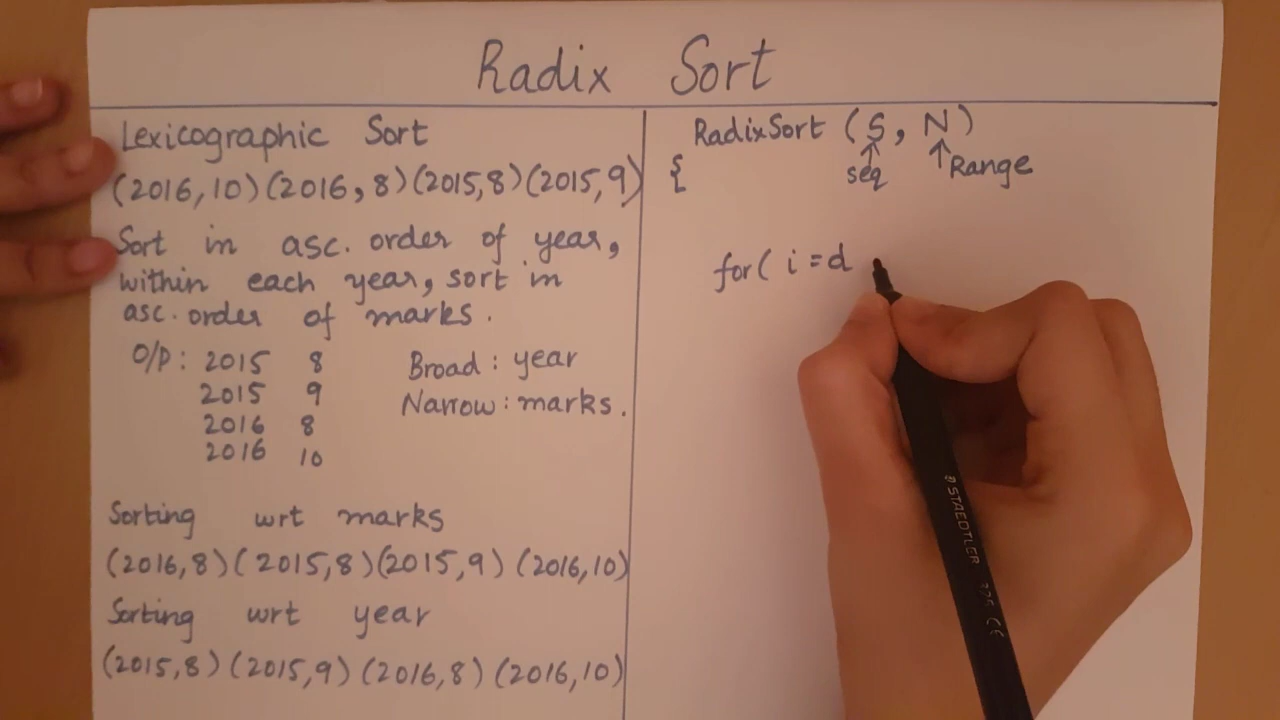 Radix Sort
Lexicographic Sort
(2016,10)(2016,8)(2015,8)(2015,9)
Sort in asc. order of year,
within each year, sort in
asc. order of marks.
O/P: 2015 8
2015 9
2016 8
2016 10
Broad: year
Narrow: marks.
Sorting wrt marks
(2016,8)(2015,8)(2015,9)(2016,10)
Sorting wrt year
(2015,8)(2015,9)(2016,8)(2016,10)
RadixSort (S, N)
seq Range
{
for( i=d
STAEDTLER